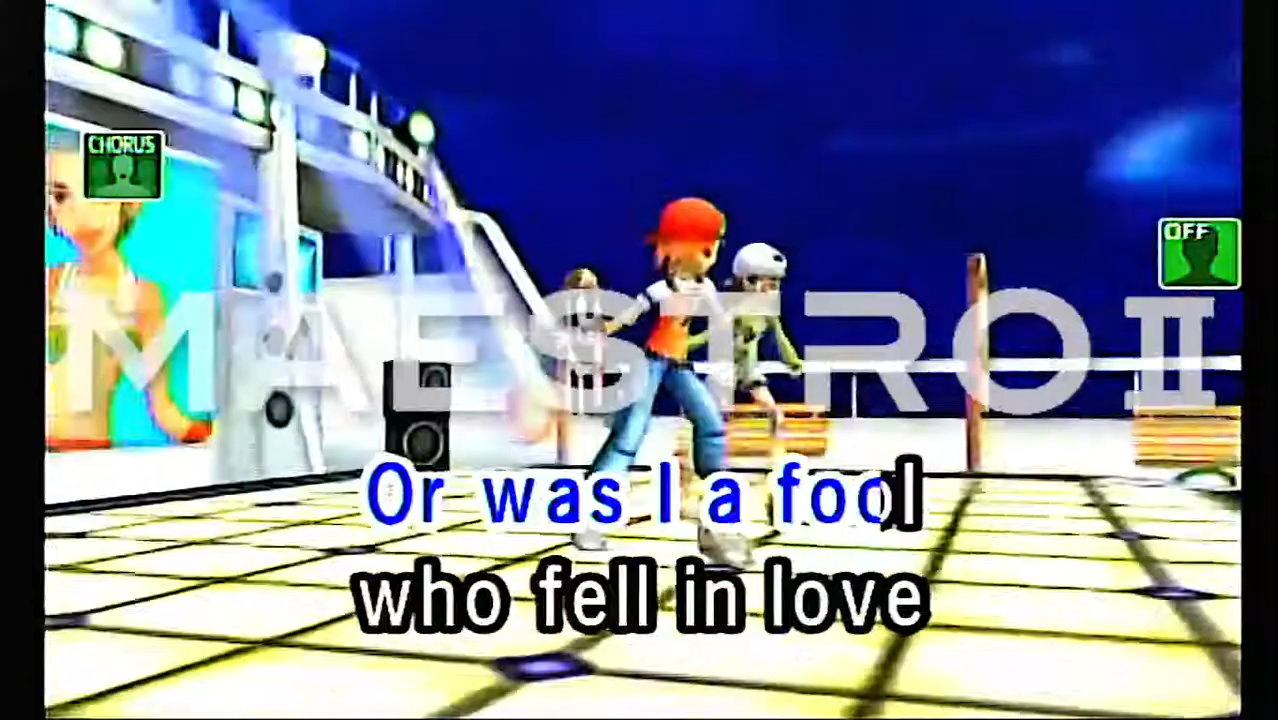 CHORUS
OFF
MAESTRO II
Or was I a fool
who fell in love